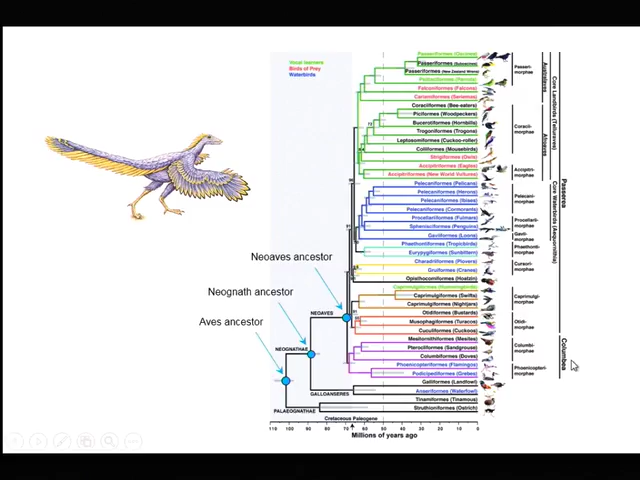 Vocal learners
Birds of Prey
Waterbirds
Passeriformes (Oscines)
Passeriformes (Suboscines)
Passeriformes (New Zealand Wrens)
Psittaciformes (Parrots)
Falconiformes (Falcons)
Cariamiformes (Seriemas)
Coraciiformes (Bee-eaters)
Piciformes (Woodpeckers)
Bucerotiformes (Hornbills)
Trogoniformes (Trogons)
Leptosomiformes (Cuckoo-roller)
Coliiformes (Mousebirds)
Strigiformes (Owls)
Accipitriformes (Eagles)
Accipitriformes (New World Vultures)
Pelecaniformes (Pelicans)
Pelecaniformes (Herons)
Pelecaniformes (Ibises)
Pelecaniformes (Cormorants)
Procellariiformes (Fulmars)
Sphenisciformes (Penguins)
Gaviiformes (Loons)
Phaethontiformes (Tropicbirds)
Eurypygiformes (Sunbittern)
Charadriiformes (Plovers)
Gruiformes (Cranes)
Opisthocomiformes (Hoatzin)
Caprimulgiformes (Hummingbirds)
Caprimulgiformes (Swifts)
Caprimulgiformes (Nightjars)
Otidiformes (Bustards)
Musophagiformes (Turacos)
Cuculiformes (Cuckoos)
Mesitornithiformes (Mesites)
Pterocliformes (Sandgrouse)
Columbiformes (Doves)
Phoenicopteriformes (Flamingos)
Podicipediformes (Grebes)
Galliformes (Landfowl)
Anseriformes (Waterfowl)
Tinamiformes (Tinamous)
Struthioniformes (Ostrich)
Passeri-
morphae
Coracii-
morphae
Accipitri-
morphae
Pelecani-
morphae
Procellarii-
morphae
Gavii-
morphae
Phaethonti-
morphae
Cursori-
morphae
Caprimulgi-
morphae
Otidi-
morphae
Columbi-
morphae
Phoenicopteri-
morphae
Australaves
Afroaves
Core Landbirds (Telluraves)
Core Waterbirds (Aequornithia)
Passerea
Columbea
Neoaves ancestor
Neognath ancestor
Aves ancestor
NEOAVES
NEOGNATHAE
GALLOANSERES
PALAEOGNATHAE
Cretaceous Paleogene
110 100 90 80 70 60 50 40 30 20 10 0
Millions of years ago